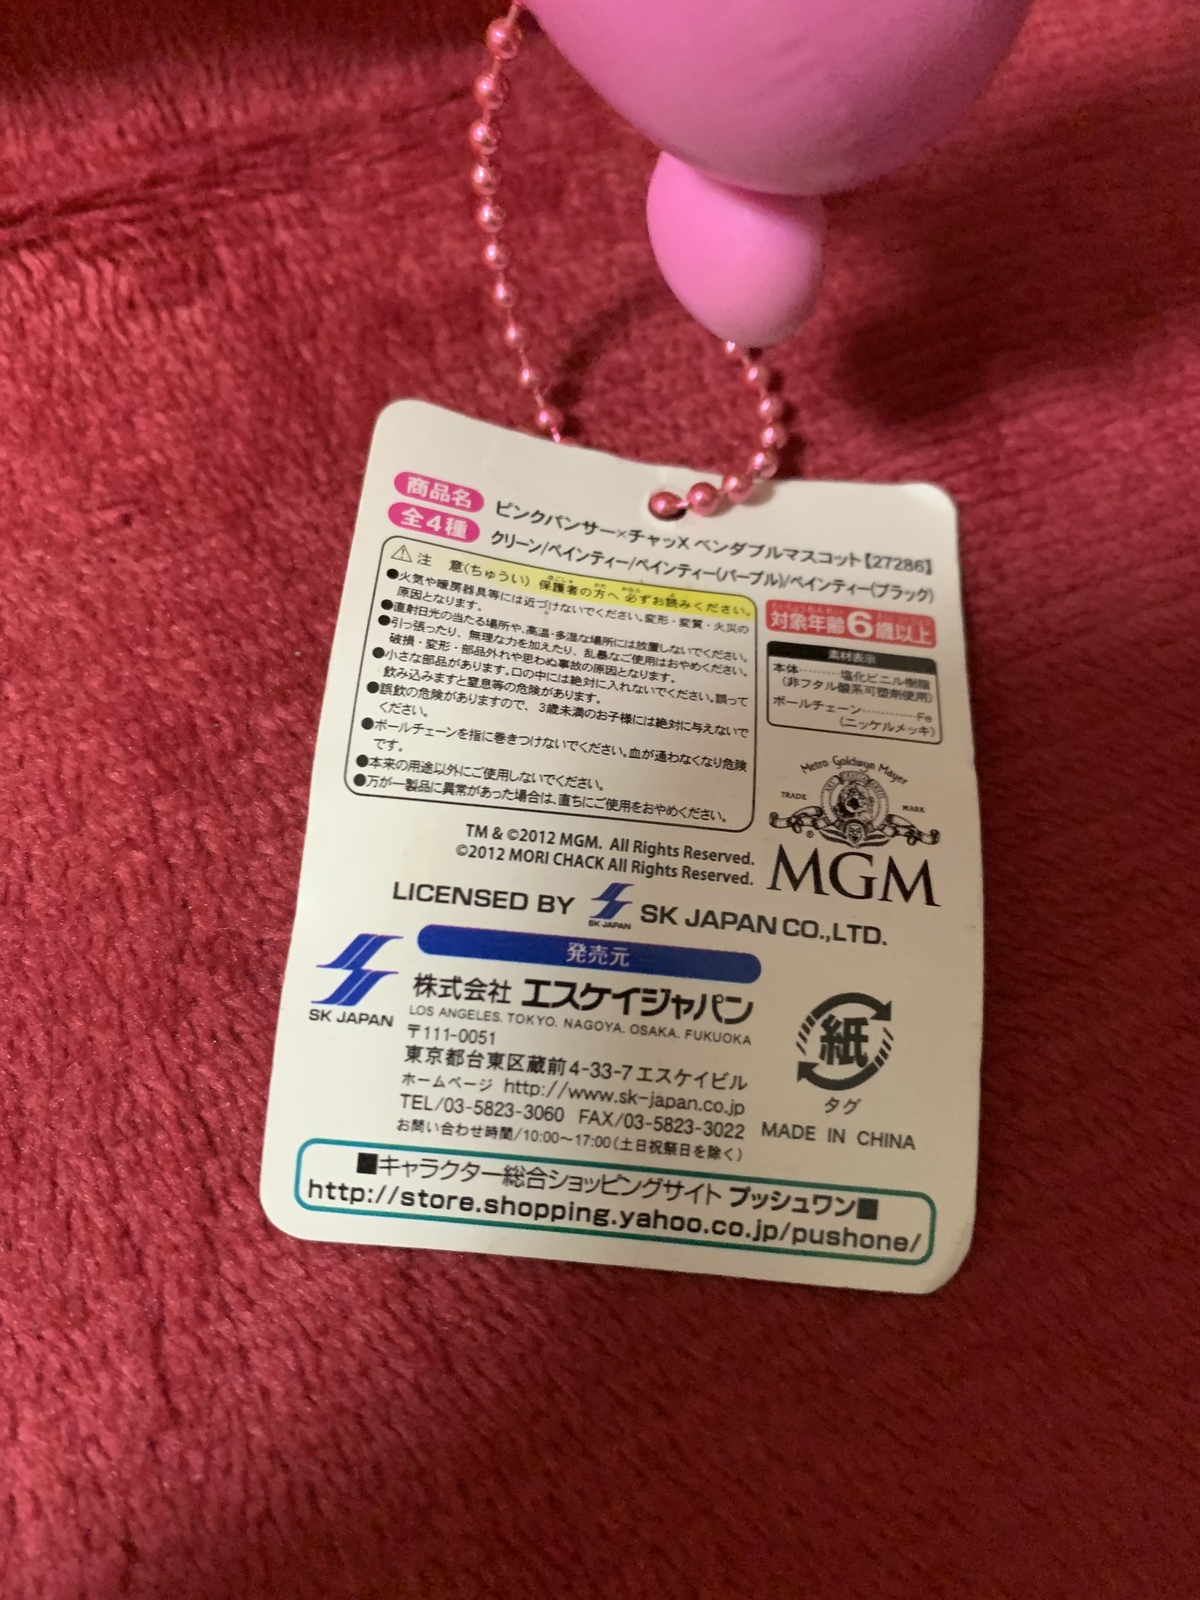 商品名 ピンクパンサー×チャッX ベンダブルマスコット【27286】
全4種 クリーン/ペインティー/ペインティー(パープル)/ペインティー(ブラック)
注 意(ちゅうい) 保護者の方へ 必ずお読みください。
●火気や暖房器具等には近づけないでください。変形・変質・火災の
原因となります。
●直射日光の当たる場所や、高温・多湿な場所には放置しないでください。
●引っ張ったり、無理な力を加えたり、乱暴なご使用はおやめください。
破損・変形・部品外れや思わぬ事故の原因となります。
●小さな部品があります。口の中には絶対に入れないでください。誤って
飲み込みますと窒息等の危険があります。
●誤飲の危険がありますので、3歳未満のお子様には絶対に与えないで
ください。
●ボールチェーンを指に巻きつけないでください。血が通わなくなり危険
です。
●本来の用途以外にご使用しないでください。
●万が一製品に異常があった場合は、直ちにご使用をおやめください。
対象年齢6歳以上
素材表示
本体………塩化ビニル樹脂
(非フタル酸系可塑剤使用)
ボールチェーン…………Fe
(ニッケルメッキ)
Metro Goldwyn Mayer
TRADE MARK
®
MGM
TM & ©2012 MGM. All Rights Reserved.
©2012 MORI CHACK All Rights Reserved.
LICENSED BY SK JAPAN SK JAPAN CO.,LTD.
発売元
SK JAPAN
株式会社 エスケイジャパン
LOS ANGELES. TOKYO. NAGOYA. OSAKA. FUKUOKA
〒111-0051
東京都台東区蔵前4-33-7エスケイビル
ホームページ http://www.sk-japan.co.jp
TEL/03-5823-3060 FAX/03-5823-3022
お問い合わせ時間/10:00〜17:00(土日祝祭日を除く)
紙
タグ
MADE IN CHINA
■キャラクター総合ショッピングサイト プッシュワン■
http://store.shopping.yahoo.co.jp/pushone/